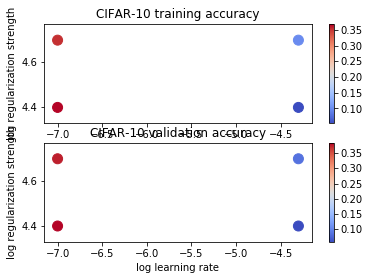 CIFAR-10 training accuracy
log regularization strength
4.6
4.4
−7.0 −6.5 −6.0 −5.5 −5.0 −4.5
0.35
0.30
0.25
0.20
0.15
0.10
CIFAR-10 validation accuracy
log regularization strength
4.6
4.4
−7.0 −6.5 −6.0 −5.5 −5.0 −4.5
log learning rate
0.35
0.30
0.25
0.20
0.15
0.10